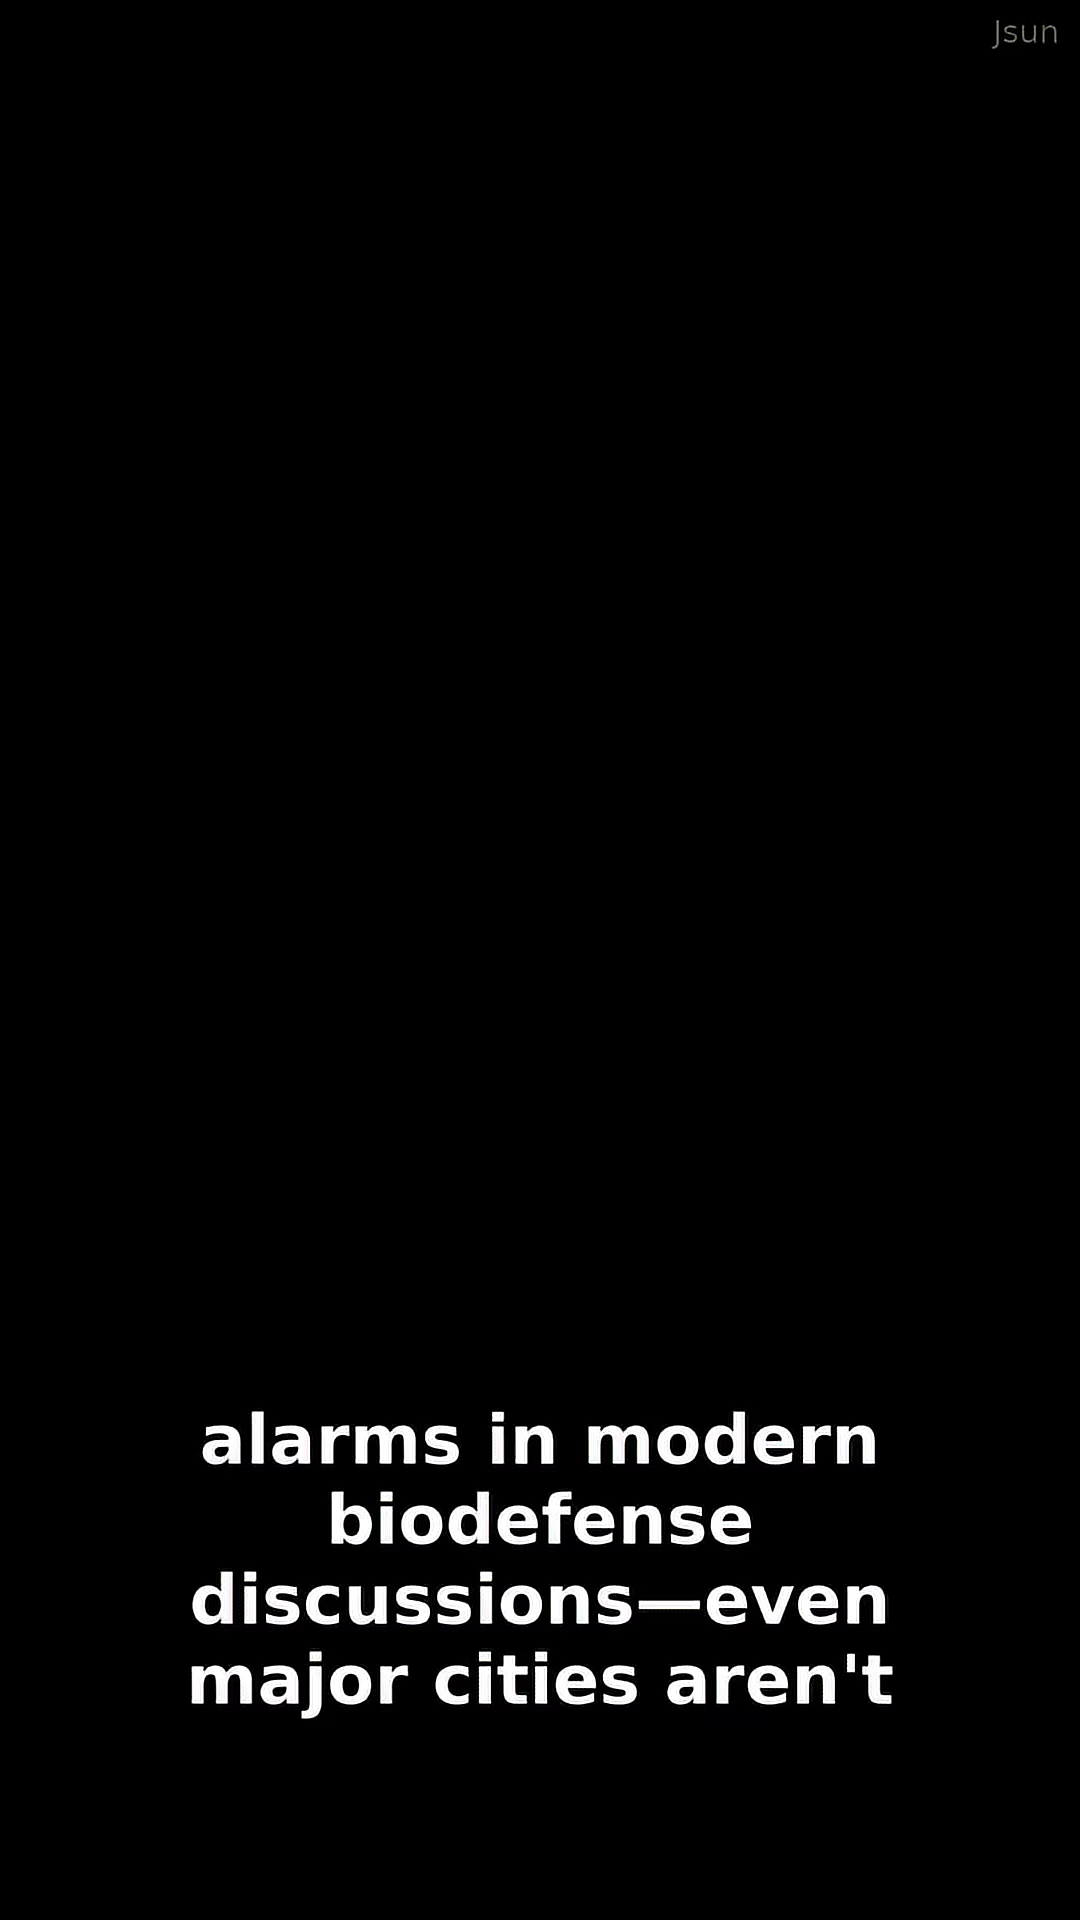 Jsun
alarms in modern
biodefense
discussions—even
major cities aren't